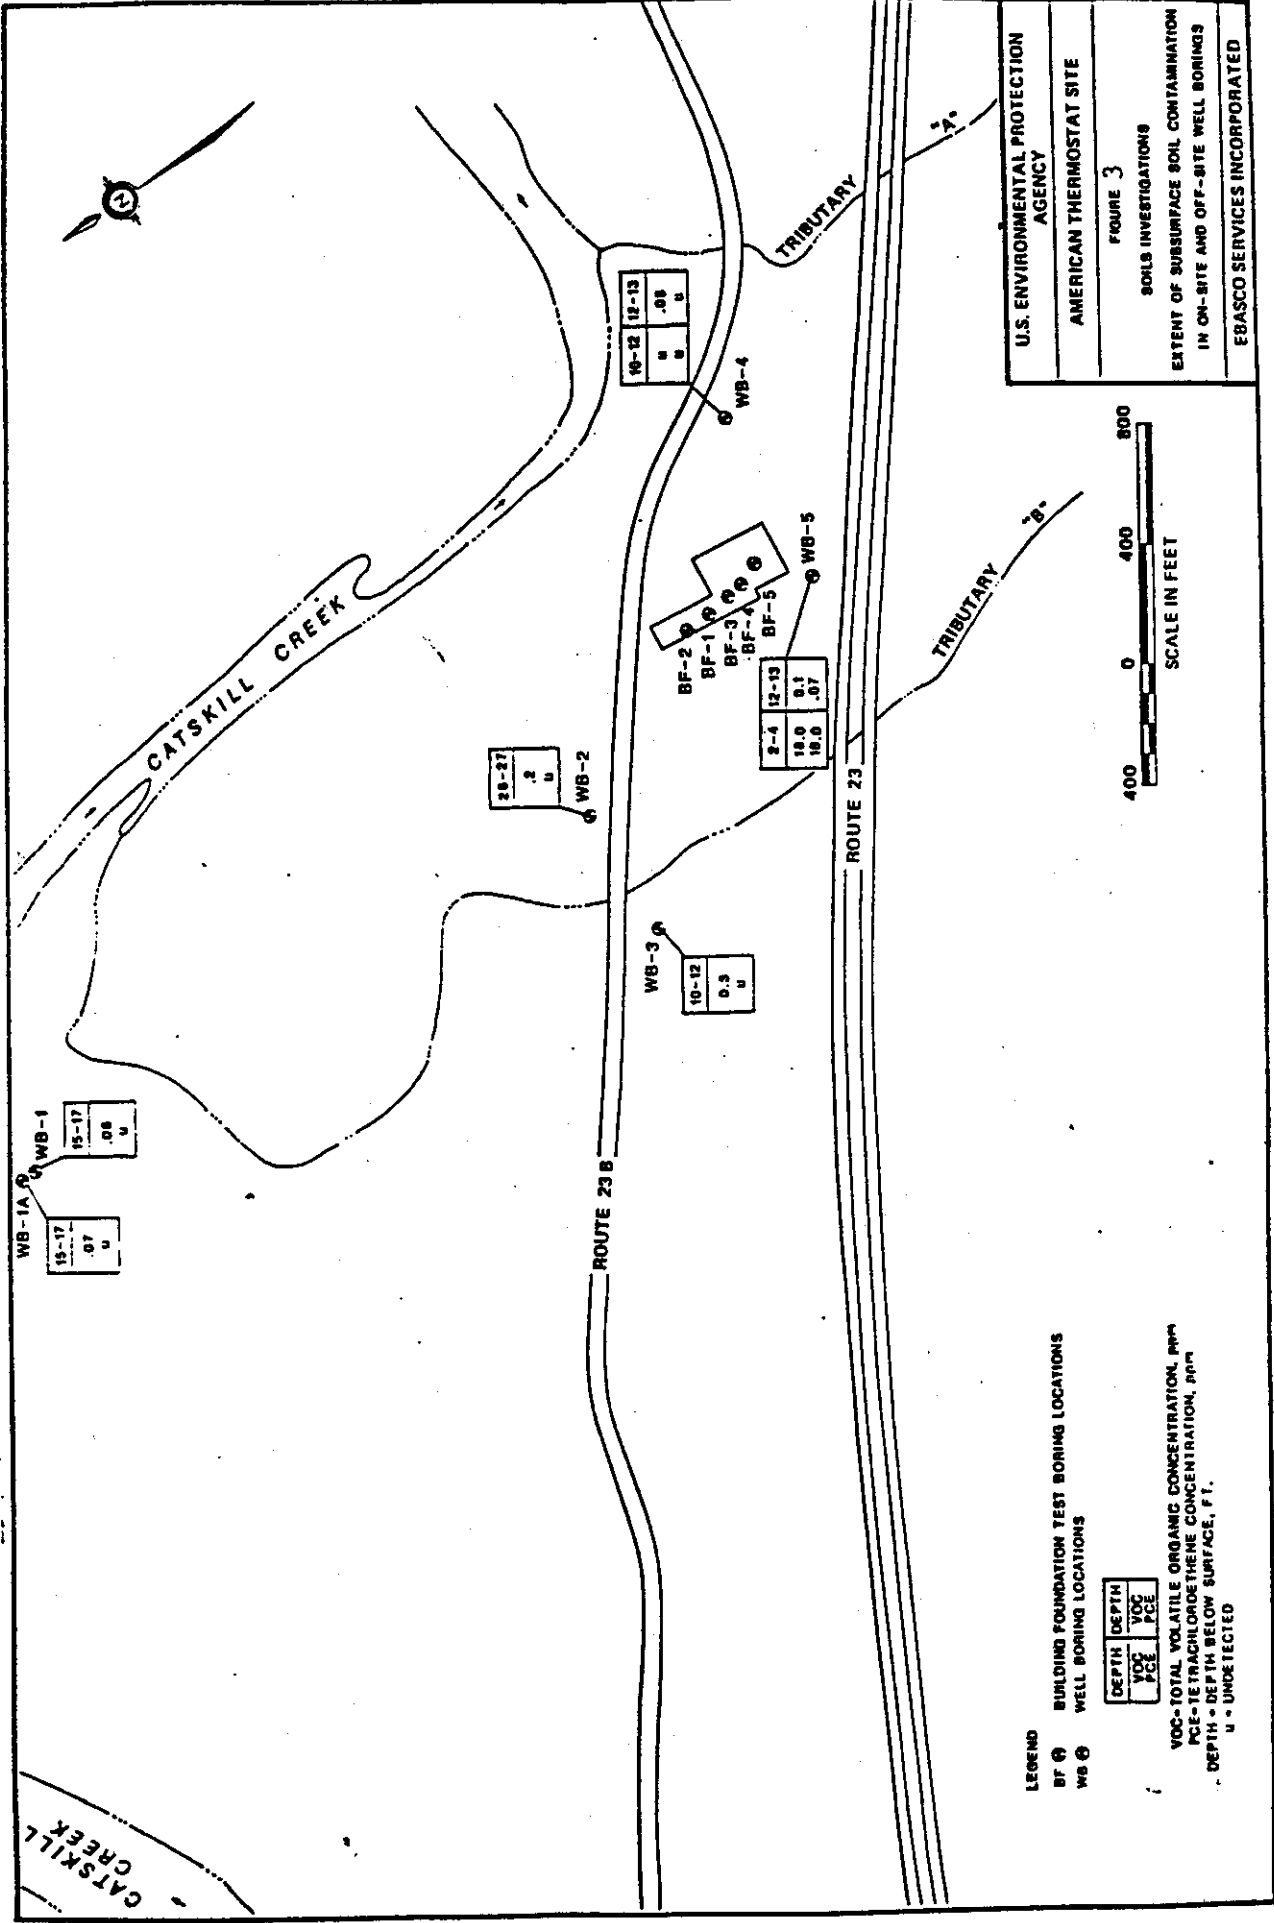 CATSKILL
CREEK
WB-1A
15-17
.07
u
WB-1
15-17
.06
u
CATSKILL CREEK
N
28-27
.2
u
WB-2
10-12 12-13
u .08
u u
WB-4
ROUTE 23 B
WB-3
10-12
0.3
u
BF-2
BF-1
BF-3
BF-4
BF-5
2-4 12-13
18.0 0.1
18.0 .07
WB-5
TRIBUTARY
"A"
ROUTE 23
TRIBUTARY
"B"
LEGEND
BF BUILDING FOUNDATION TEST BORING LOCATIONS
WB WELL BORING LOCATIONS
DEPTH DEPTH
VOC VOC
PCE PCE
VOC=TOTAL VOLATILE ORGANIC CONCENTRATION, ppm
PCE=TETRACHLOROETHENE CONCENTRATION, ppm
DEPTH = DEPTH BELOW SURFACE, FT.
u = UNDETECTED
400 0 400 800
SCALE IN FEET
U.S. ENVIRONMENTAL PROTECTION
AGENCY
AMERICAN THERMOSTAT SITE
FIGURE 3
SOILS INVESTIGATIONS
EXTENT OF SUBSURFACE SOIL CONTAMINATION
IN ON-SITE AND OFF-SITE WELL BORINGS
EBASCO SERVICES INCORPORATED